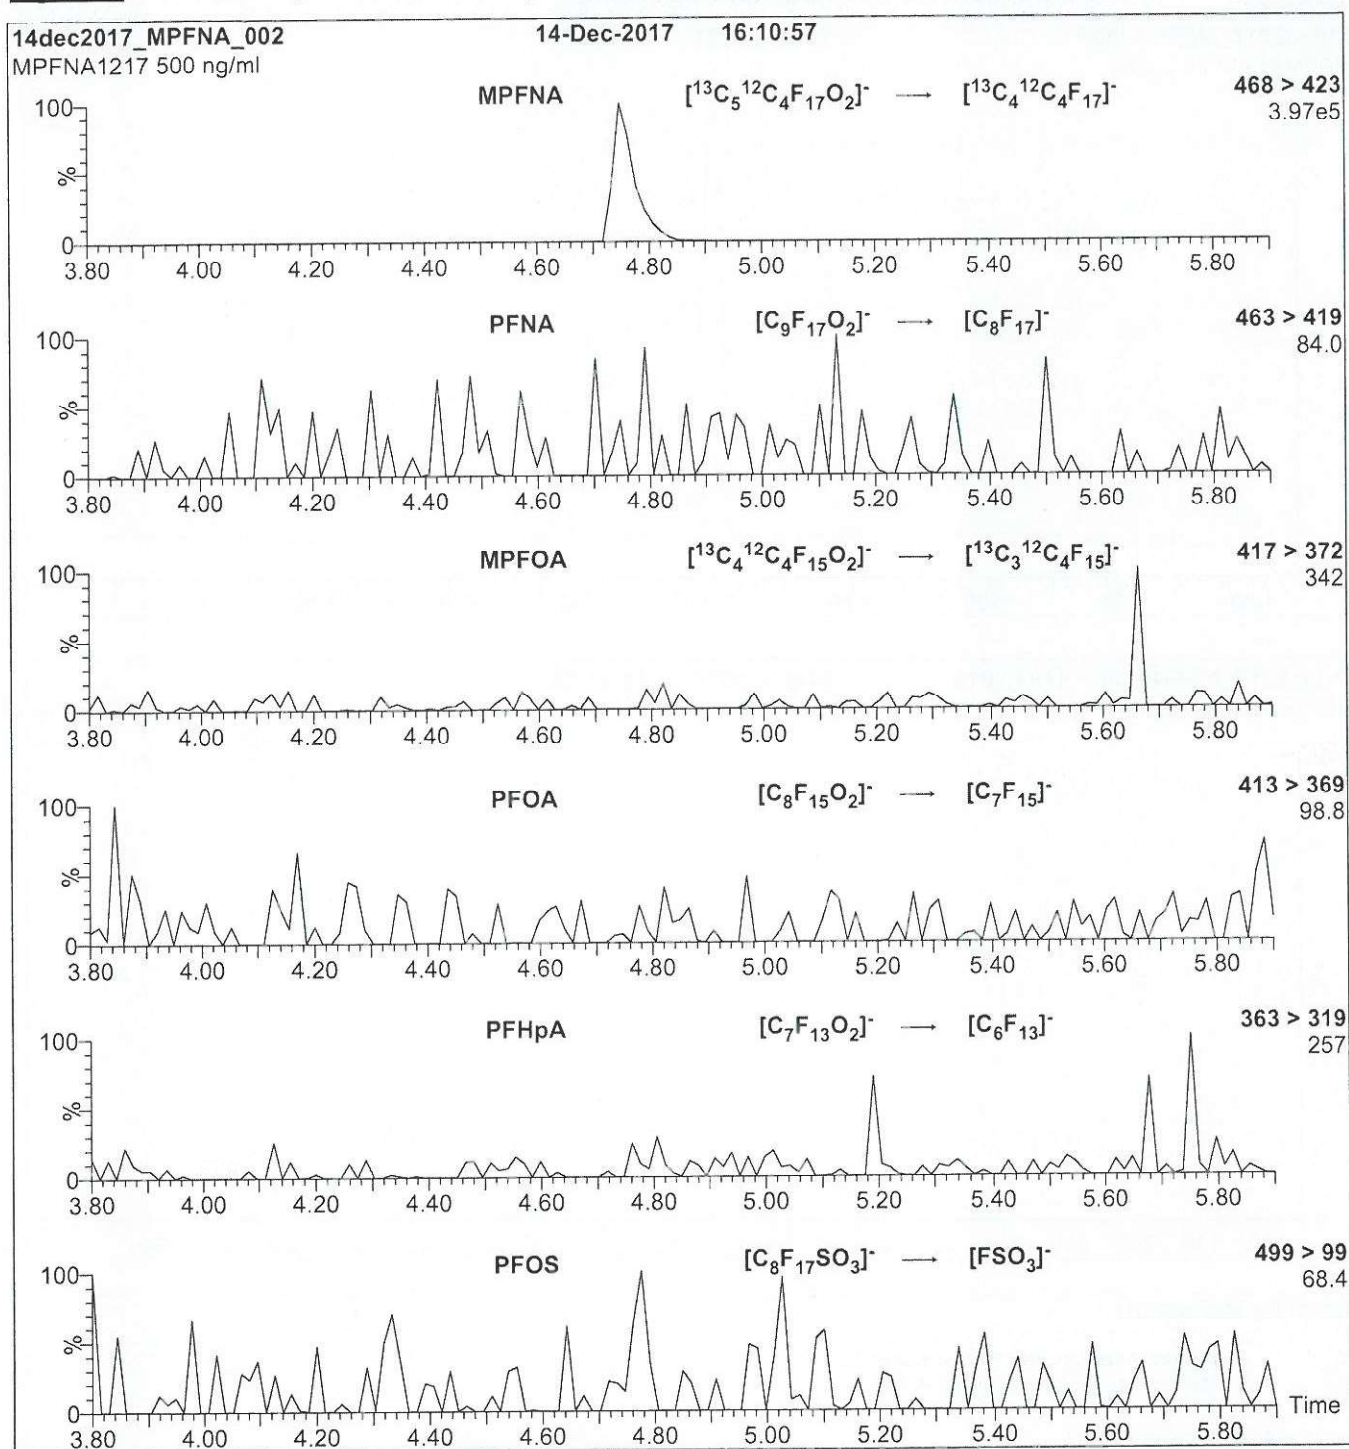 14dec2017_MPFNA_002 14-Dec-2017 16:10:57
MPFNA1217 500 ng/ml
MPFNA [¹³C₅¹²C₄F₁₇O₂]⁻ → [¹³C₄¹²C₄F₁₇]⁻ 468 > 423
3.97e5
100
%
0
3.80 4.00 4.20 4.40 4.60 4.80 5.00 5.20 5.40 5.60 5.80
PFNA [C₉F₁₇O₂]⁻ → [C₈F₁₇]⁻ 463 > 419
84.0
100
%
0
3.80 4.00 4.20 4.40 4.60 4.80 5.00 5.20 5.40 5.60 5.80
MPFOA [¹³C₄¹²C₄F₁₅O₂]⁻ → [¹³C₃¹²C₄F₁₅]⁻ 417 > 372
342
100
%
0
3.80 4.00 4.20 4.40 4.60 4.80 5.00 5.20 5.40 5.60 5.80
PFOA [C₈F₁₅O₂]⁻ → [C₇F₁₅]⁻ 413 > 369
98.8
100
%
0
3.80 4.00 4.20 4.40 4.60 4.80 5.00 5.20 5.40 5.60 5.80
PFHpA [C₇F₁₃O₂]⁻ → [C₆F₁₃]⁻ 363 > 319
257
100
%
0
3.80 4.00 4.20 4.40 4.60 4.80 5.00 5.20 5.40 5.60 5.80
PFOS [C₈F₁₇SO₃]⁻ → [FSO₃]⁻ 499 > 99
68.4
100
%
0
Time
3.80 4.00 4.20 4.40 4.60 4.80 5.00 5.20 5.40 5.60 5.80